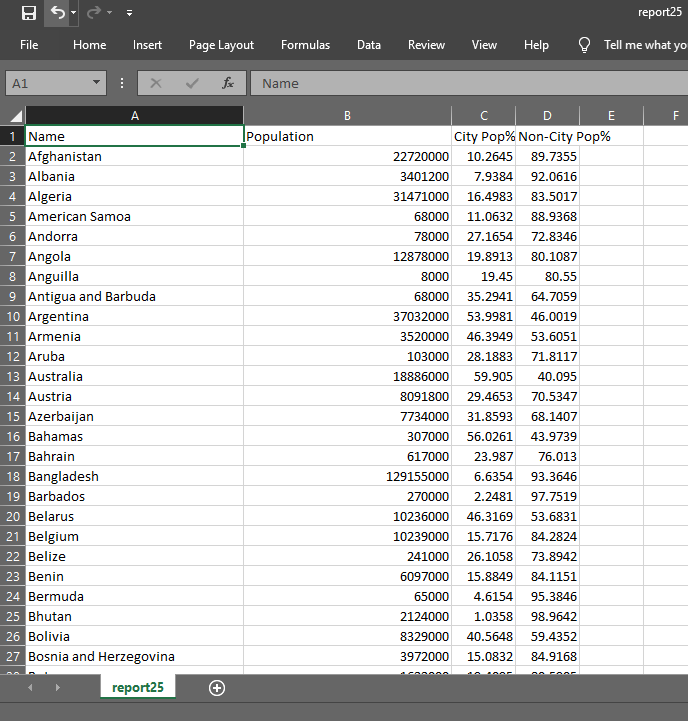 report25
File Home Insert Page Layout Formulas Data Review View Help Tell me what you
A1 fx Name
A B C D E F
1 Name Population City Pop% Non-City Pop%
2 Afghanistan 22720000 10.2645 89.7355
3 Albania 3401200 7.9384 92.0616
4 Algeria 31471000 16.4983 83.5017
5 American Samoa 68000 11.0632 88.9368
6 Andorra 78000 27.1654 72.8346
7 Angola 12878000 19.8913 80.1087
8 Anguilla 8000 19.45 80.55
9 Antigua and Barbuda 68000 35.2941 64.7059
10 Argentina 37032000 53.9981 46.0019
11 Armenia 3520000 46.3949 53.6051
12 Aruba 103000 28.1883 71.8117
13 Australia 18886000 59.905 40.095
14 Austria 8091800 29.4653 70.5347
15 Azerbaijan 7734000 31.8593 68.1407
16 Bahamas 307000 56.0261 43.9739
17 Bahrain 617000 23.987 76.013
18 Bangladesh 129155000 6.6354 93.3646
19 Barbados 270000 2.2481 97.7519
20 Belarus 10236000 46.3169 53.6831
21 Belgium 10239000 15.7176 84.2824
22 Belize 241000 26.1058 73.8942
23 Benin 6097000 15.8849 84.1151
24 Bermuda 65000 4.6154 95.3846
25 Bhutan 2124000 1.0358 98.9642
26 Bolivia 8329000 40.5648 59.4352
27 Bosnia and Herzegovina 3972000 15.0832 84.9168
report25